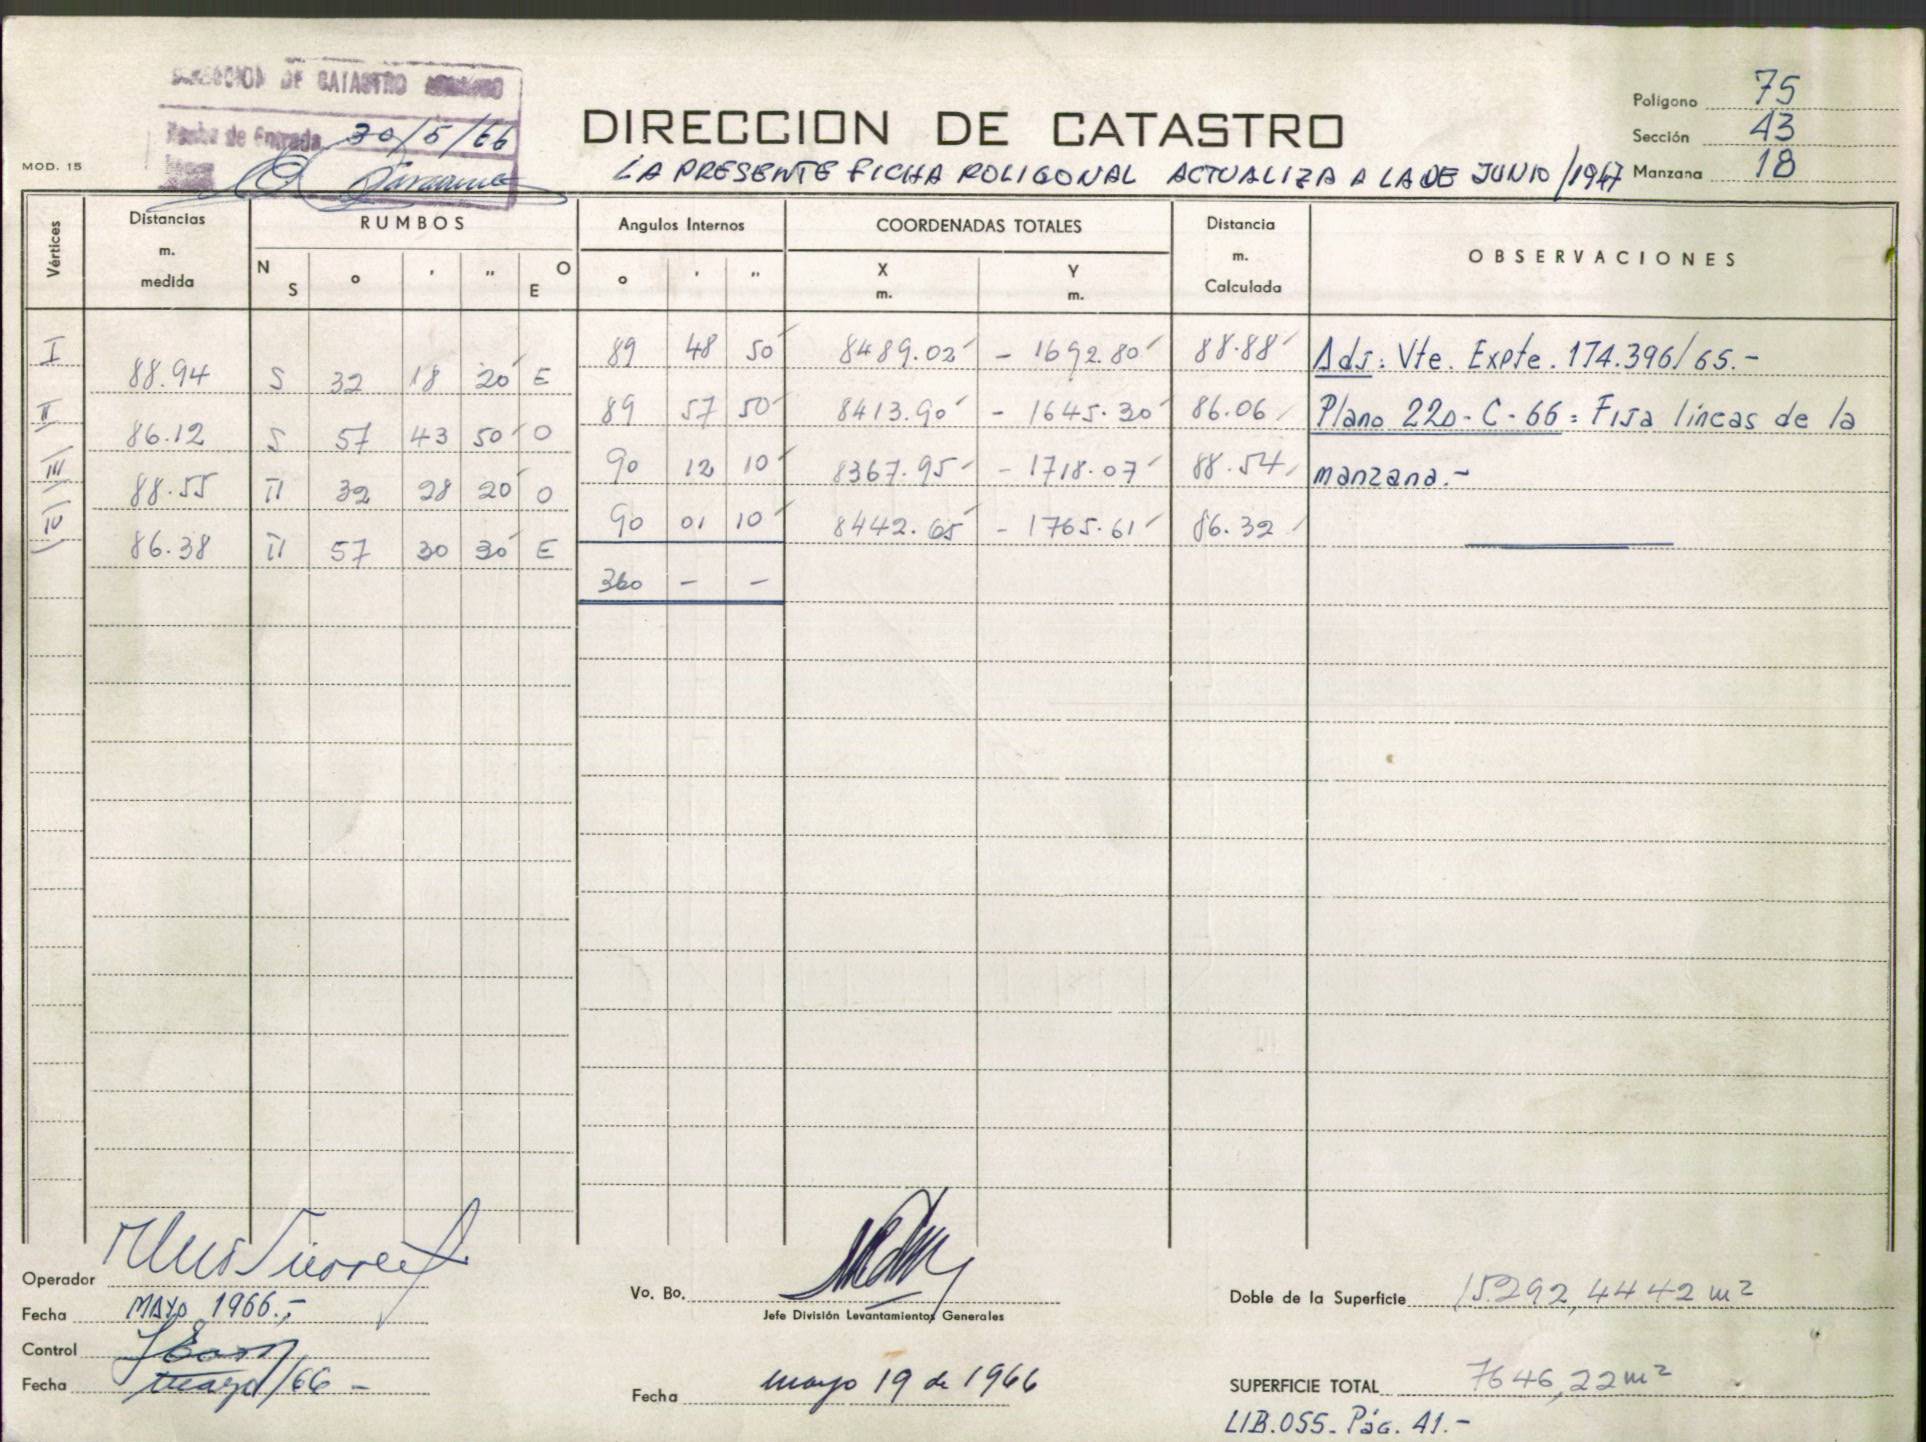 DIRECCION DE CATASTRO
Fecha de Entrada 30/5/66
MOD. 15
DIRECCION DE CATASTRO
LA PRESENTE FICHA POLIGONAL ACTUALIZA A LA DE JUNIO/1947
Polígono 75
Sección 43
Manzana 18
Vértices Distancias m. medida RUMBOS Angulos Internos COORDENADAS TOTALES Distancia m. Calculada OBSERVACIONES
N S o ' " O E o ' " X m. Y m.
I 89 48 50 8489.02 - 1692.80 88.88 Adj: Vte. Expte. 174.396/65.-
88.94 S 32 18 20 E
II 89 57 50 8413.90 - 1645.30 86.06 Plano 220-C-66: Fija líneas de la
86.12 S 57 43 50 O
III 90 12 10 8367.95 - 1718.07 88.54 manzana.-
88.55 N 32 28 20 O
IV 90 01 10 8442.65 - 1765.61 86.32
86.38 N 57 30 30 E
360 - -
Operador
Fecha MAYO 1966.-
Control
Fecha mayo/66 -
Vo. Bo.
Jefe División Levantamientos Generales
Fecha mayo 19 de 1966
Doble de la Superficie 15292,4442 m²
SUPERFICIE TOTAL 7646,22 m²
LIB.055. Pág. 41.-